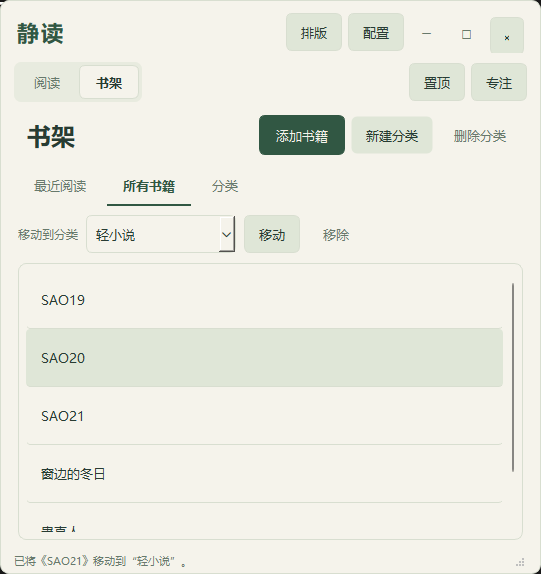 静读 排版 配置
阅读 书架 置顶 专注
书架 添加书籍 新建分类 删除分类
最近阅读 所有书籍 分类
移动到分类 轻小说 移动 移除
SAO19
SAO20
SAO21
窗边的冬日
已将《SAO21》移动到“轻小说”。